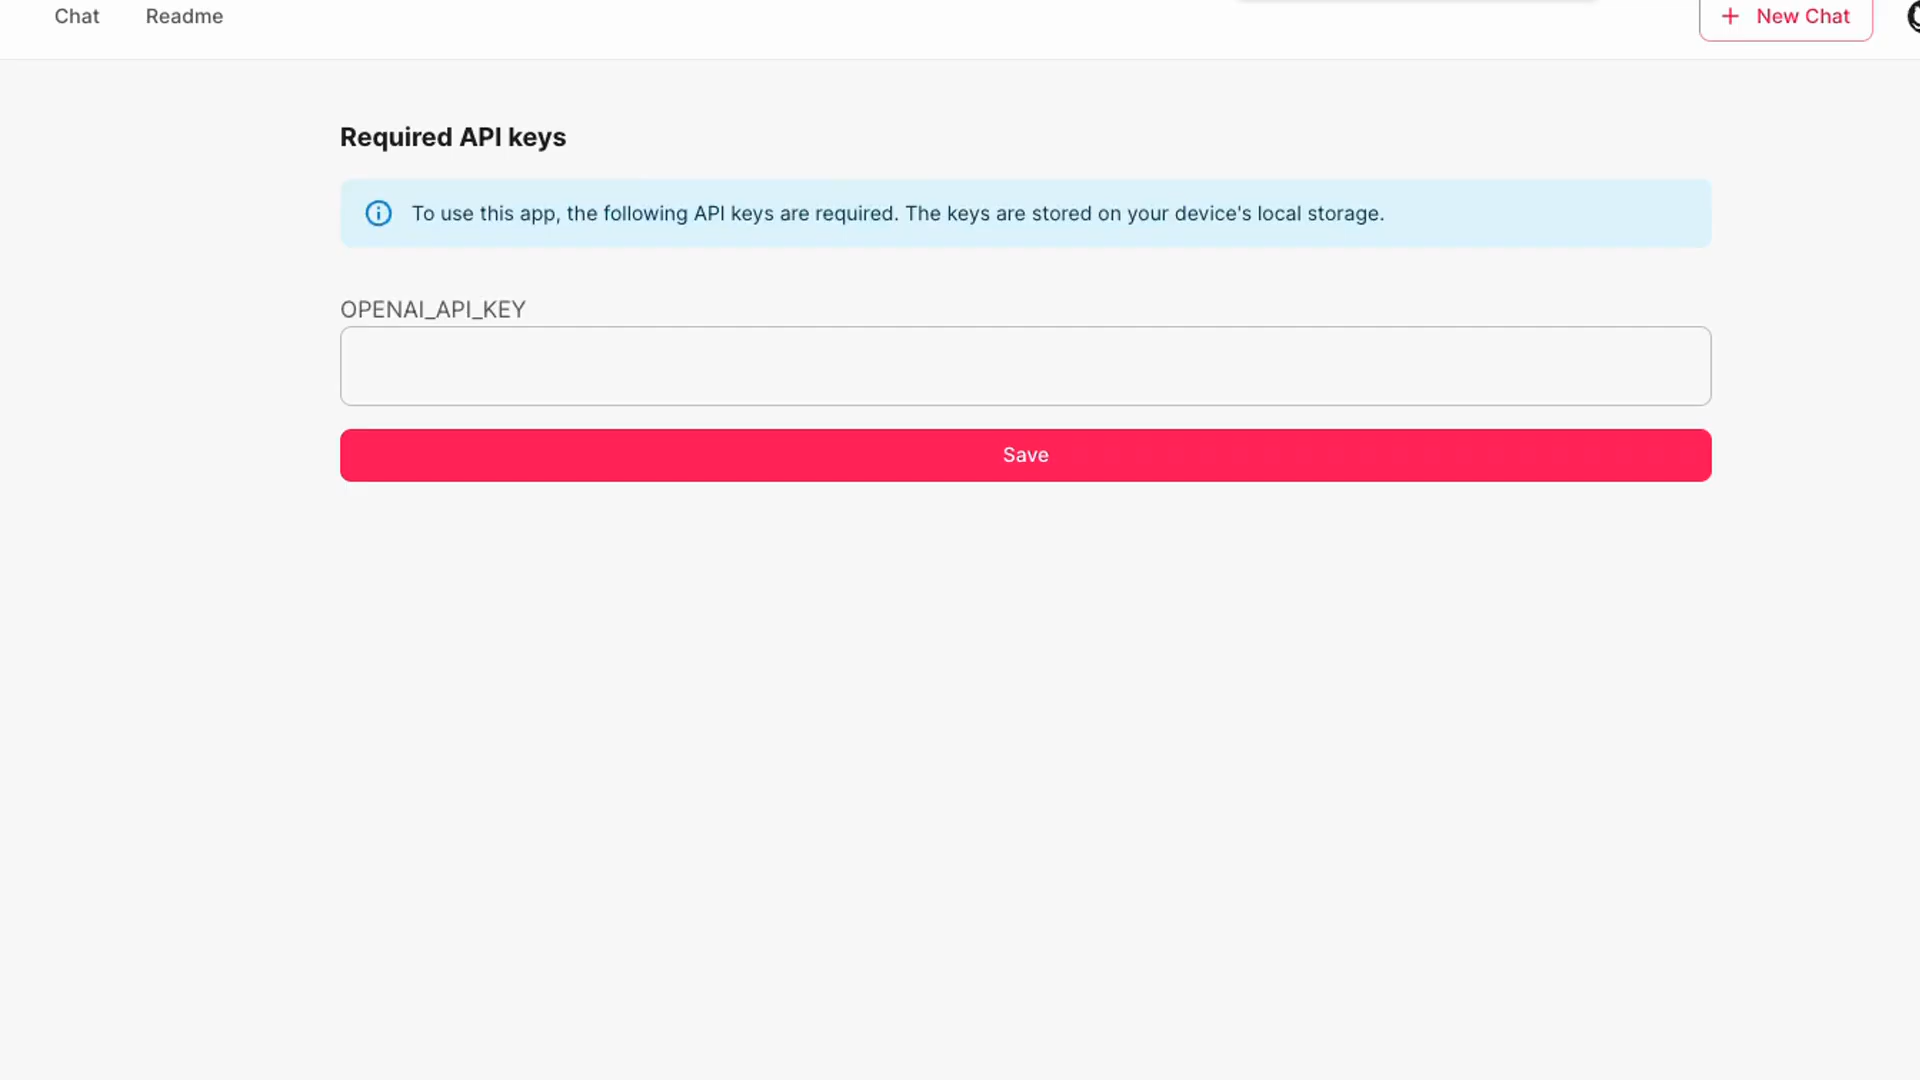 Chat
Readme
New Chat
Required API keys
To use this app, the following API keys are required. The keys are stored on your device's local storage.
OPENAI_API_KEY
Save